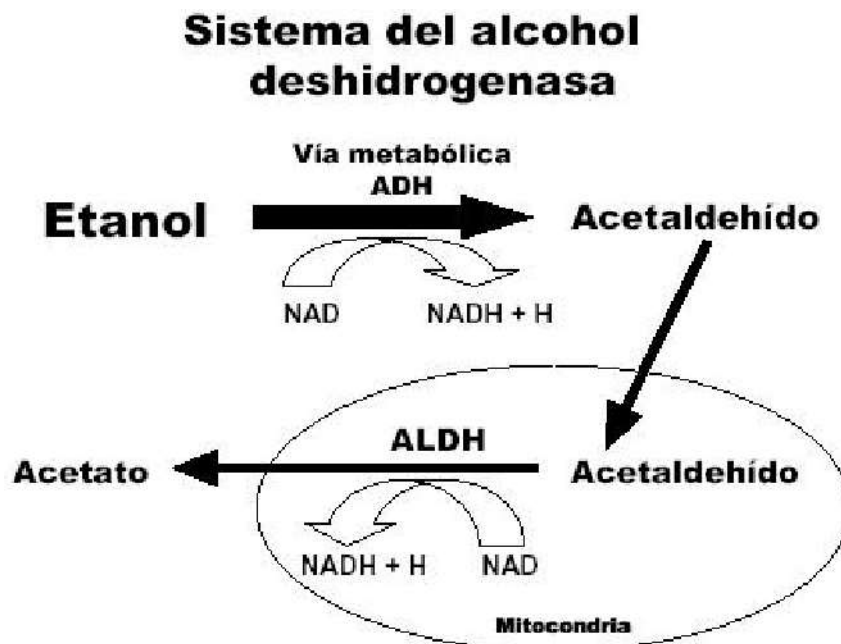 Sistema del alcohol
deshidrogenasa
Vía metabólica
ADH
Etanol
Acetaldehído
NAD
NADH + H
ALDH
Acetato
Acetaldehído
NADH + H
NAD
Mitocondria